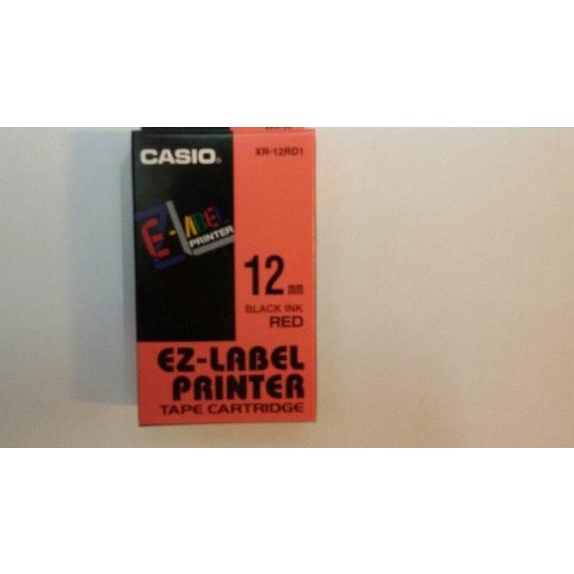 CASIO®
XR-12RD1
E-LABEL
PRINTER
12mm
BLACK INK
RED
EZ-LABEL
PRINTER
TAPE CARTRIDGE